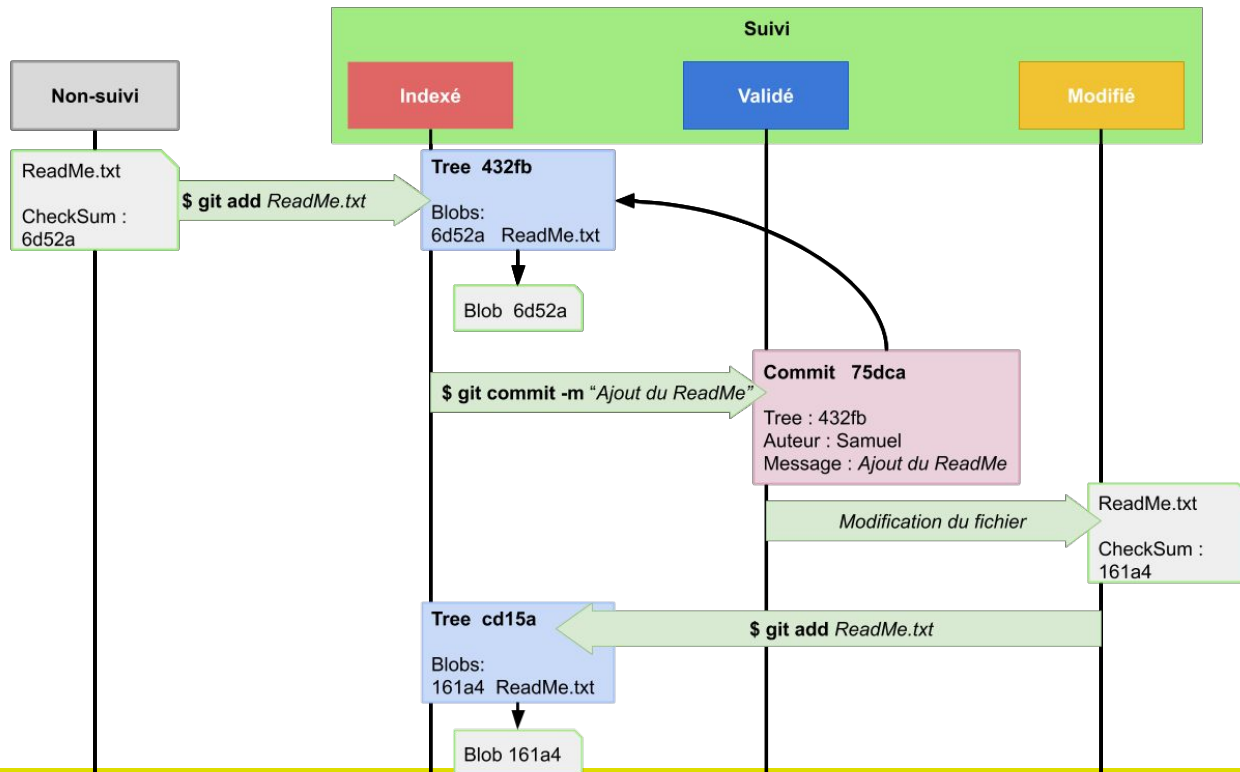 Suivi
Non-suivi
Indexé
Validé
Modifié
ReadMe.txt
CheckSum :
6d52a
$ git add ReadMe.txt
Tree 432fb
Blobs:
6d52a ReadMe.txt
Blob 6d52a
$ git commit -m “Ajout du ReadMe”
Commit 75dca
Tree : 432fb
Auteur : Samuel
Message : Ajout du ReadMe
Modification du fichier
ReadMe.txt
CheckSum :
161a4
$ git add ReadMe.txt
Tree cd15a
Blobs:
161a4 ReadMe.txt
Blob 161a4